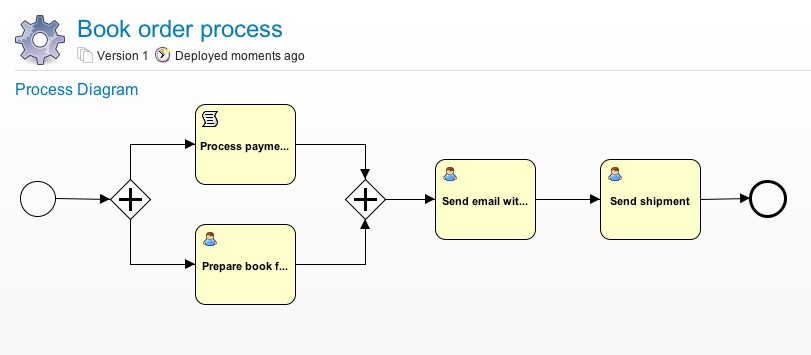 Book order process
Version 1 Deployed moments ago
Process Diagram
Process payme...
Prepare book f...
Send email wit...
Send shipment